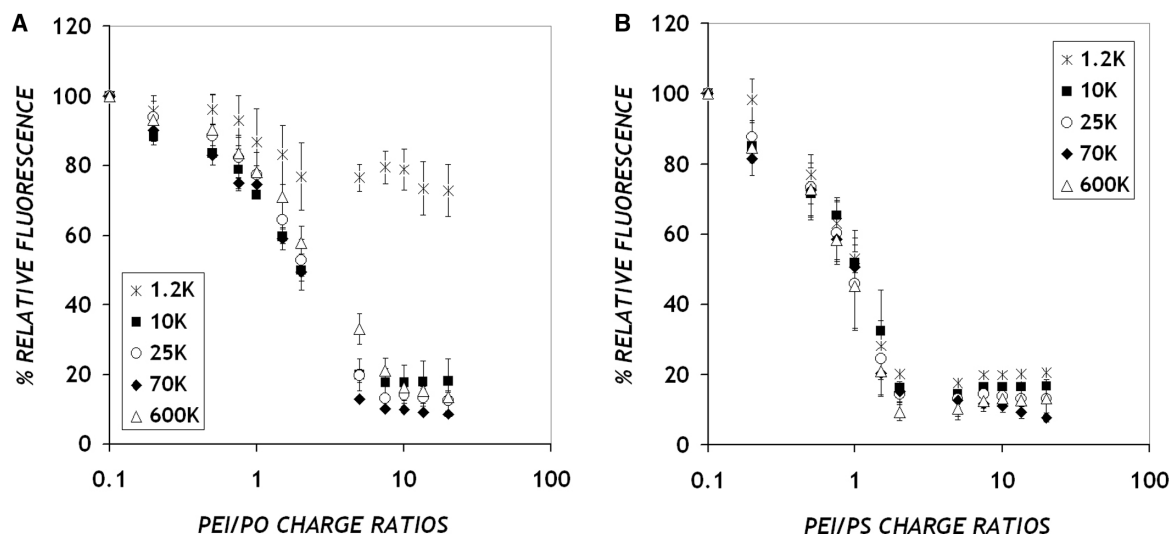 A
120
100
80
60
40
20
0
% RELATIVE FLUORESCENCE
1.2K
10K
25K
70K
600K
0.1 1 10 100
PEI/PO CHARGE RATIOS
B
120
100
80
60
40
20
0
% RELATIVE FLUORESCENCE
1.2K
10K
25K
70K
600K
0.1 1 10 100
PEI/PS CHARGE RATIOS